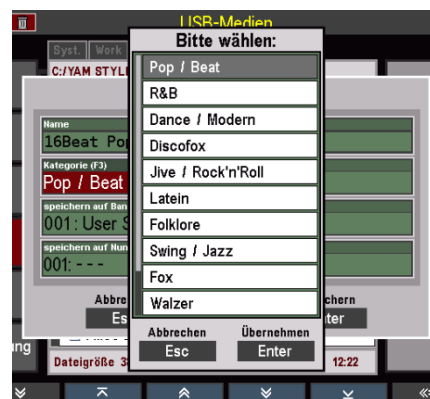 USB-Medien
Bitte wählen:
Syst. Work
C:/YAM STYL
Pop / Beat
R&B
Dance / Modern
Discofox
Jive / Rock'n'Roll
Latein
Folklore
Swing / Jazz
Fox
Walzer
Name
16Beat Po
Kategorie (F3)
Pop / Beat
speichern auf Ban
001: User S
speichern auf Num
001: - - -
Abbre
Es
chern
ter
Abbrechen Übernehmen
Esc Enter
ng
Dateigröße 3
12:22